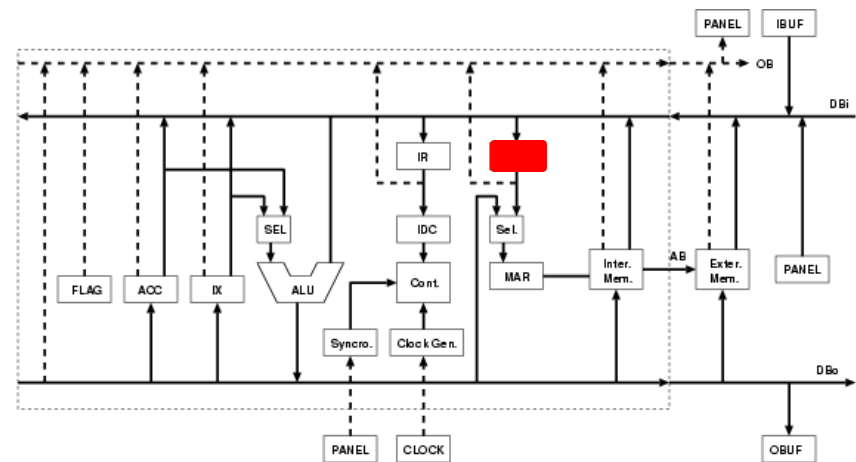 PANEL
IBUF
OB
DBi
IR
SEL
IDC
Sel.
FLAG
ACC
IX
ALU
Cont.
MAR
Inter.
Mem.
AB
Exter.
Mem.
PANEL
Syncro.
Clock Gen.
DBo
PANEL
CLOCK
OBUF